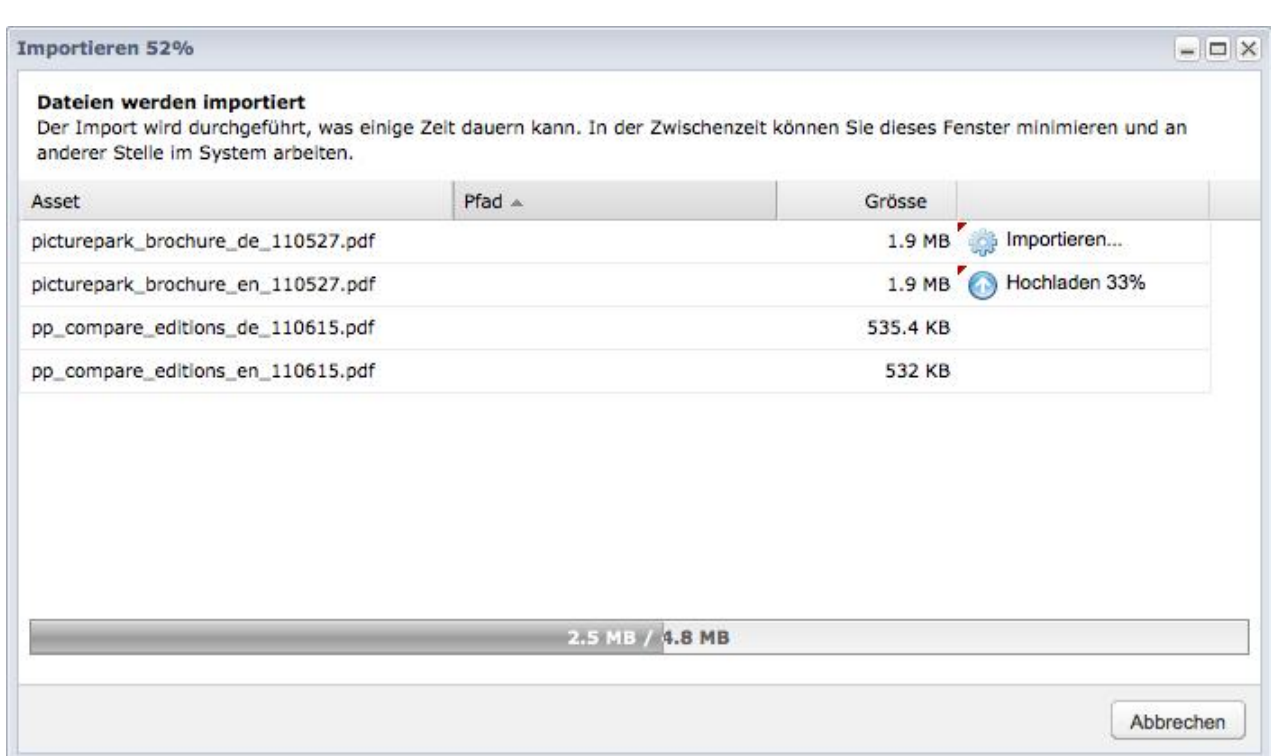 Importieren 52%
Dateien werden importiert
Der Import wird durchgeführt, was einige Zeit dauern kann. In der Zwischenzeit können Sie dieses Fenster minimieren und an
anderer Stelle im System arbeiten.
Asset Pfad Grösse
picturepark_brochure_de_110527.pdf 1.9 MB Importieren...
picturepark_brochure_en_110527.pdf 1.9 MB Hochladen 33%
pp_compare_editions_de_110615.pdf 535.4 KB
pp_compare_editions_en_110615.pdf 532 KB
2.5 MB / 4.8 MB
Abbrechen